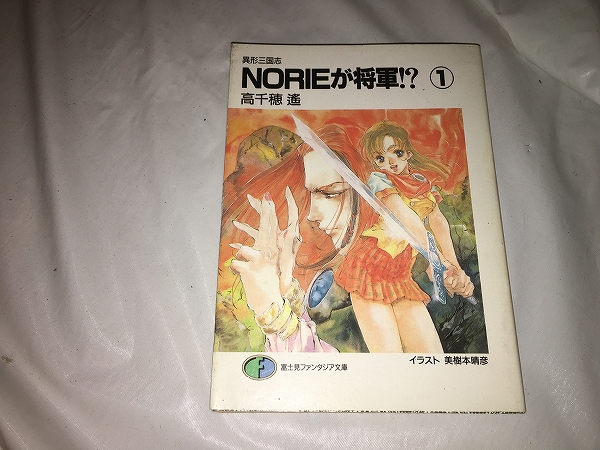 異形三国志
NORIEが将軍!? ①
高千穂 遙
イラスト 美樹本晴彦
富士見ファンタジア文庫